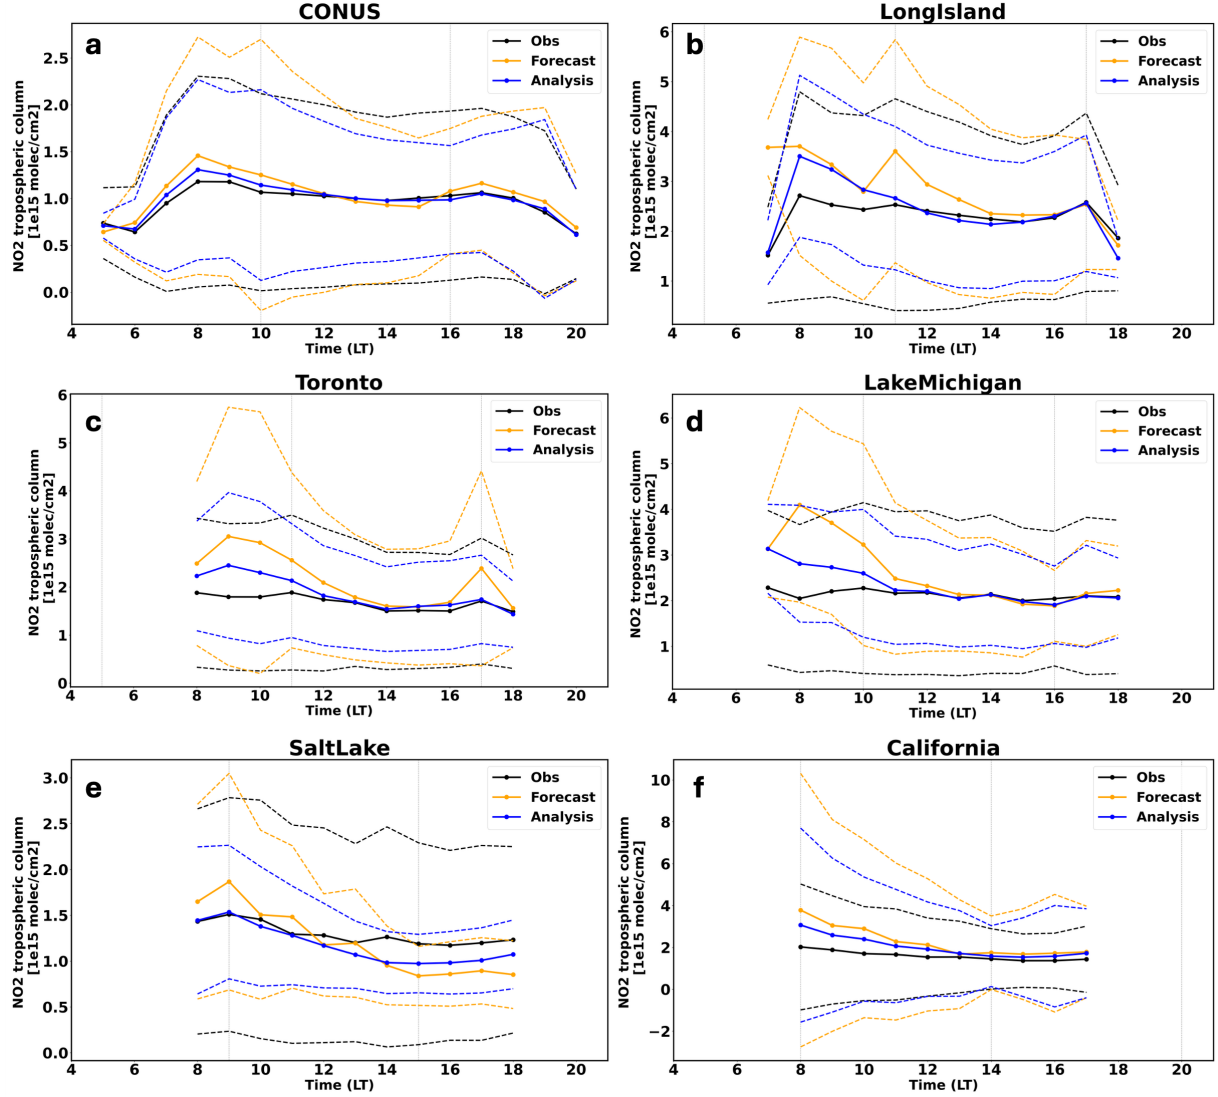 CONUS
a
NO2 tropospheric column
[1e15 molec/cm2]
2.5
2.0
1.5
1.0
0.5
0.0
Obs
Forecast
Analysis
4 6 8 10 12 14 16 18 20
Time (LT)
LongIsland
b
NO2 tropospheric column
[1e15 molec/cm2]
6
5
4
3
2
1
Obs
Forecast
Analysis
4 6 8 10 12 14 16 18 20
Time (LT)
Toronto
c
NO2 tropospheric column
[1e15 molec/cm2]
6
5
4
3
2
1
0
Obs
Forecast
Analysis
4 6 8 10 12 14 16 18 20
Time (LT)
LakeMichigan
d
NO2 tropospheric column
[1e15 molec/cm2]
6
5
4
3
2
1
Obs
Forecast
Analysis
4 6 8 10 12 14 16 18 20
Time (LT)
SaltLake
e
NO2 tropospheric column
[1e15 molec/cm2]
3.0
2.5
2.0
1.5
1.0
0.5
0.0
Obs
Forecast
Analysis
4 6 8 10 12 14 16 18 20
Time (LT)
California
f
NO2 tropospheric column
[1e15 molec/cm2]
10
8
6
4
2
0
−2
Obs
Forecast
Analysis
4 6 8 10 12 14 16 18 20
Time (LT)